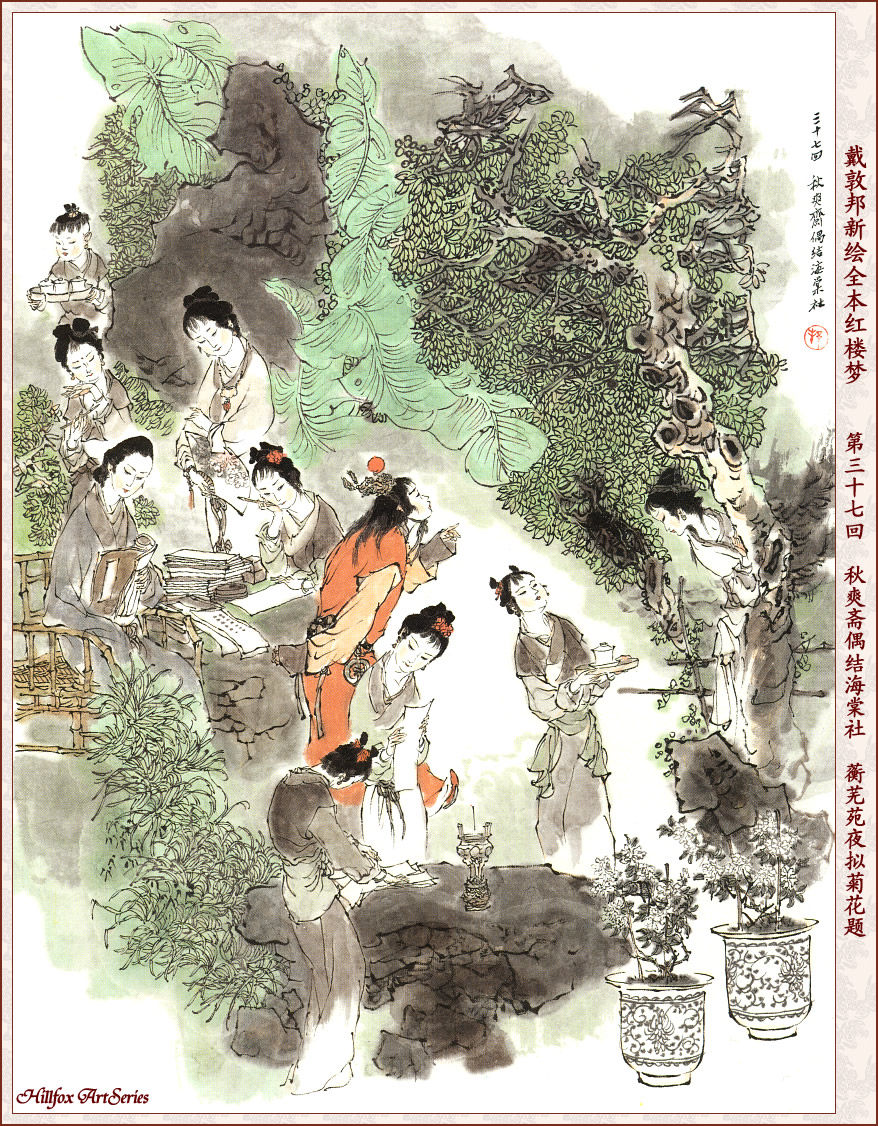 三十七回 秋爽齋偶结海棠社
戴敦邦新绘全本红楼梦 第三十七回 秋爽斋偶结海棠社 蘅芜苑夜拟菊花题
Hillfox ArtSeries